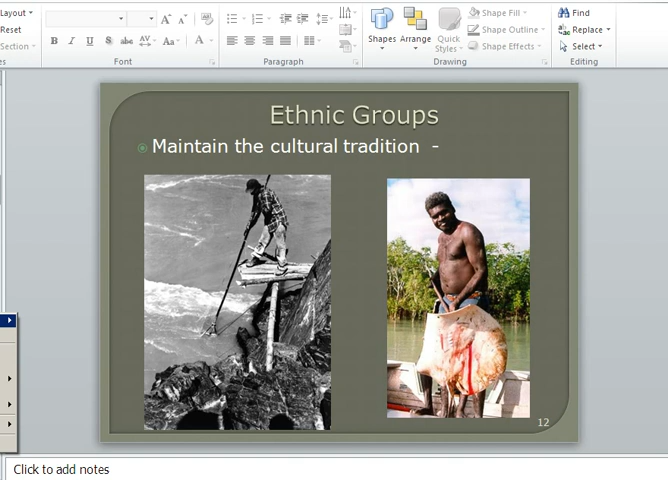 Layout
Reset
Section
Font
Paragraph
Shapes
Arrange
Quick
Styles
Shape Fill
Shape Outline
Shape Effects
Drawing
Find
Replace
Select
Editing
Ethnic Groups
Maintain the cultural tradition -
12
Click to add notes